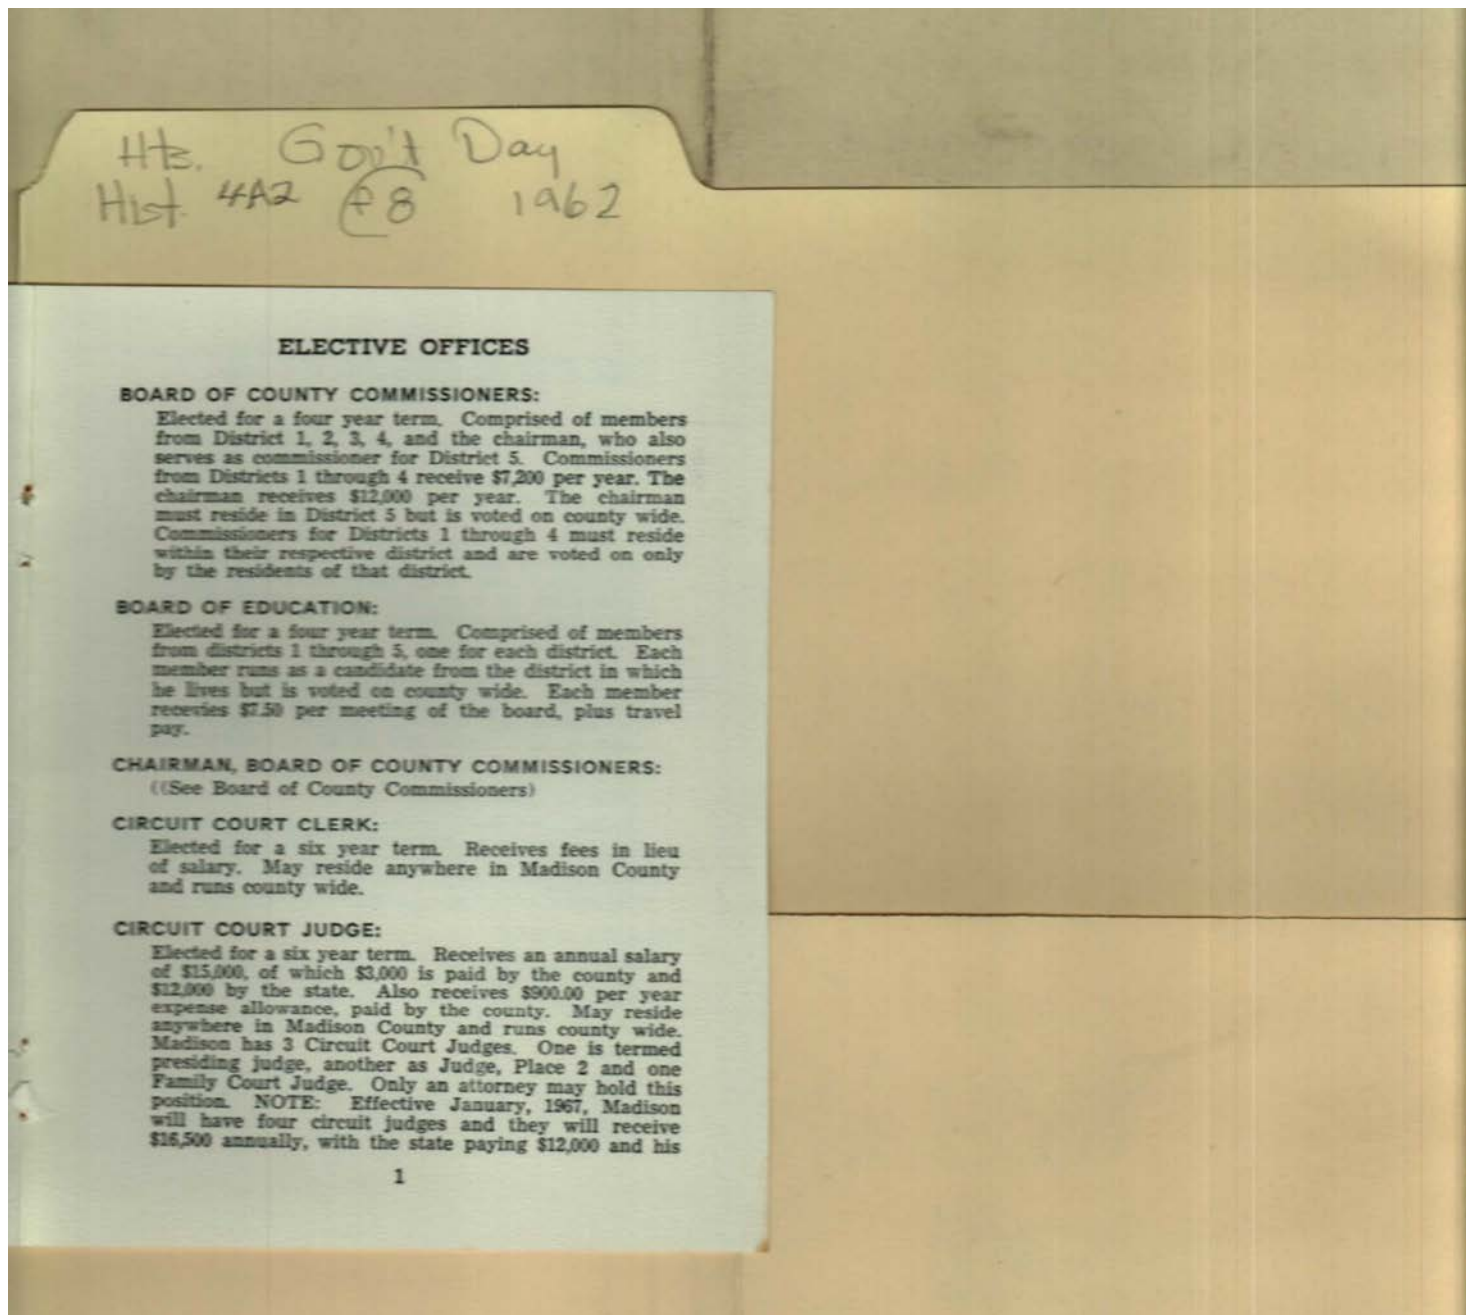 Hts. Gov't Day
Hist 4A2 f8 1962
ELECTIVE OFFICES
BOARD OF COUNTY COMMISSIONERS:
Elected for a four year term. Comprised of members
from District 1, 2, 3, 4, and the chairman, who also
serves as commissioner for District 5. Commissioners
from Districts 1 through 4 receive $7,200 per year. The
chairman receives $12,000 per year. The chairman
must reside in District 5 but is voted on county wide.
Commissioners for Districts 1 through 4 must reside
within their respective district and are voted on only
by the residents of that district.
BOARD OF EDUCATION:
Elected for a four year term. Comprised of members
from districts 1 through 5, one for each district. Each
member runs as a candidate from the district in which
he lives but is voted on county wide. Each member
recevies $7.50 per meeting of the board, plus travel
pay.
CHAIRMAN, BOARD OF COUNTY COMMISSIONERS:
((See Board of County Commissioners)
CIRCUIT COURT CLERK:
Elected for a six year term. Receives fees in lieu
of salary. May reside anywhere in Madison County
and runs county wide.
CIRCUIT COURT JUDGE:
Elected for a six year term. Receives an annual salary
of $15,000, of which $3,000 is paid by the county and
$12,000 by the state. Also receives $900.00 per year
expense allowance, paid by the county. May reside
anywhere in Madison County and runs county wide.
Madison has 3 Circuit Court Judges. One is termed
presiding judge, another as Judge, Place 2 and one
Family Court Judge. Only an attorney may hold this
position. NOTE: Effective January, 1967, Madison
will have four circuit judges and they will receive
$16,500 annually, with the state paying $12,000 and his
1